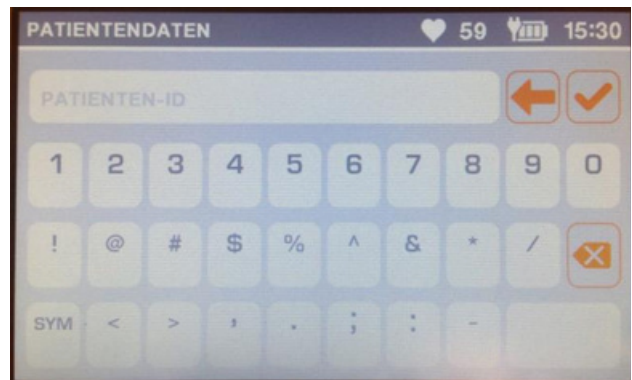 PATIENTENDATEN 59 15:30
PATIENTEN-ID
1 2 3 4 5 6 7 8 9 0
! @ # $ % ^ & * /
SYM < > , . ; : -